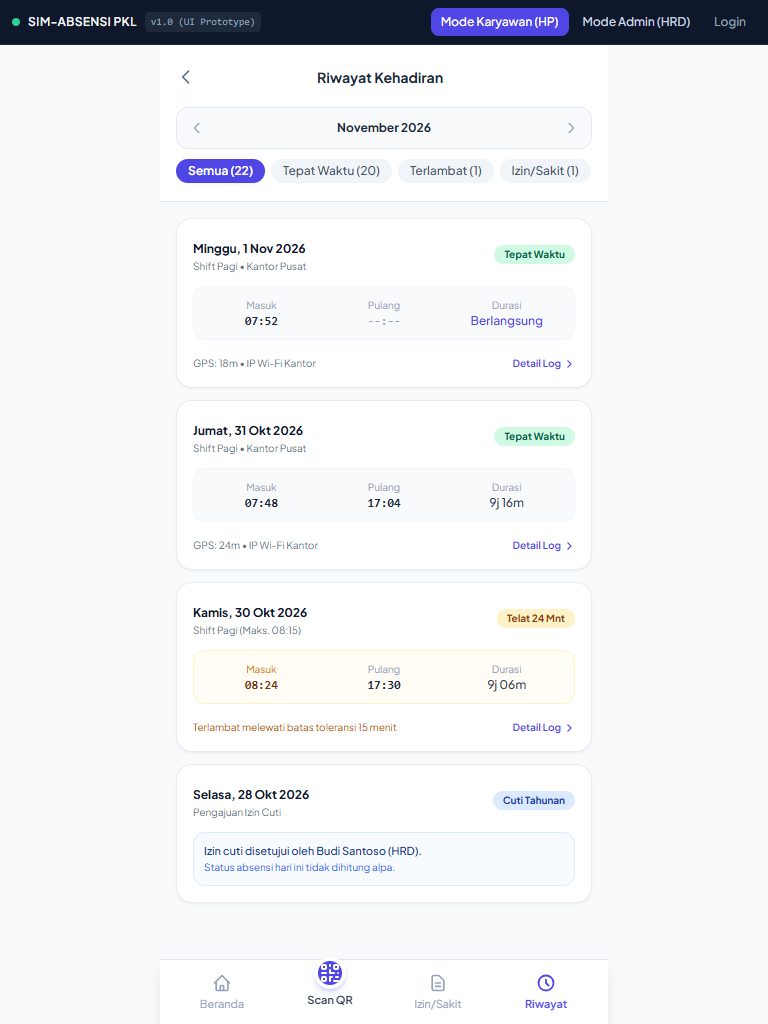 SIM-ABSENSI PKL v1.0 (UI Prototype) Mode Karyawan (HP) Mode Admin (HRD) Login
Riwayat Kehadiran
November 2026
Semua (22) Tepat Waktu (20) Terlambat (1) Izin/Sakit (1)
Minggu, 1 Nov 2026 Tepat Waktu
Shift Pagi • Kantor Pusat
Masuk Pulang Durasi
07:52 --:-- Berlangsung
GPS: 18m • IP Wi-Fi Kantor Detail Log
Jumat, 31 Okt 2026 Tepat Waktu
Shift Pagi • Kantor Pusat
Masuk Pulang Durasi
07:48 17:04 9j 16m
GPS: 24m • IP Wi-Fi Kantor Detail Log
Kamis, 30 Okt 2026 Telat 24 Mnt
Shift Pagi (Maks. 08:15)
Masuk Pulang Durasi
08:24 17:30 9j 06m
Terlambat melewati batas toleransi 15 menit Detail Log
Selasa, 28 Okt 2026 Cuti Tahunan
Pengajuan Izin Cuti
Izin cuti disetujui oleh Budi Santoso (HRD).
Status absensi hari ini tidak dihitung alpa.
Beranda Scan QR Izin/Sakit Riwayat